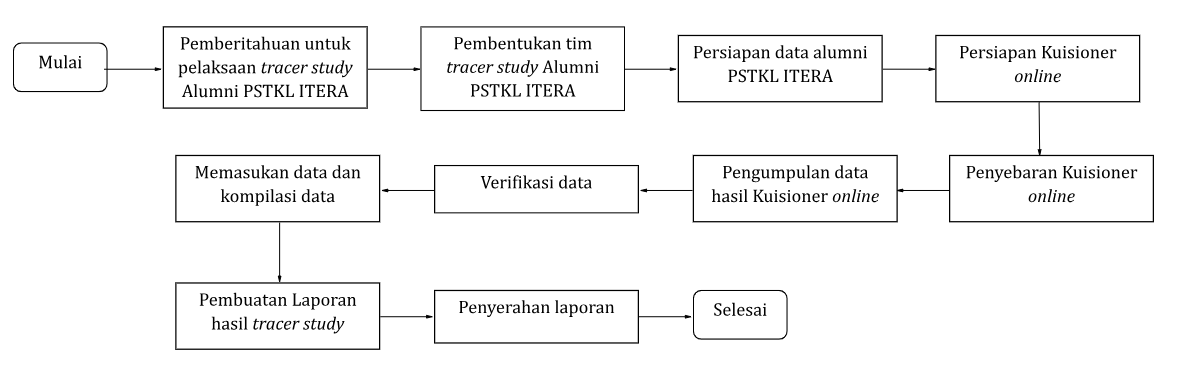 Mulai
Pemberitahuan untuk
pelaksaan tracer study
Alumni PSTKL ITERA
Pembentukan tim
tracer study Alumni
PSTKL ITERA
Persiapan data alumni
PSTKL ITERA
Persiapan Kuisioner
online
Penyebaran Kuisioner
online
Pengumpulan data
hasil Kuisioner online
Verifikasi data
Memasukan data dan
kompilasi data
Pembuatan Laporan
hasil tracer study
Penyerahan laporan
Selesai